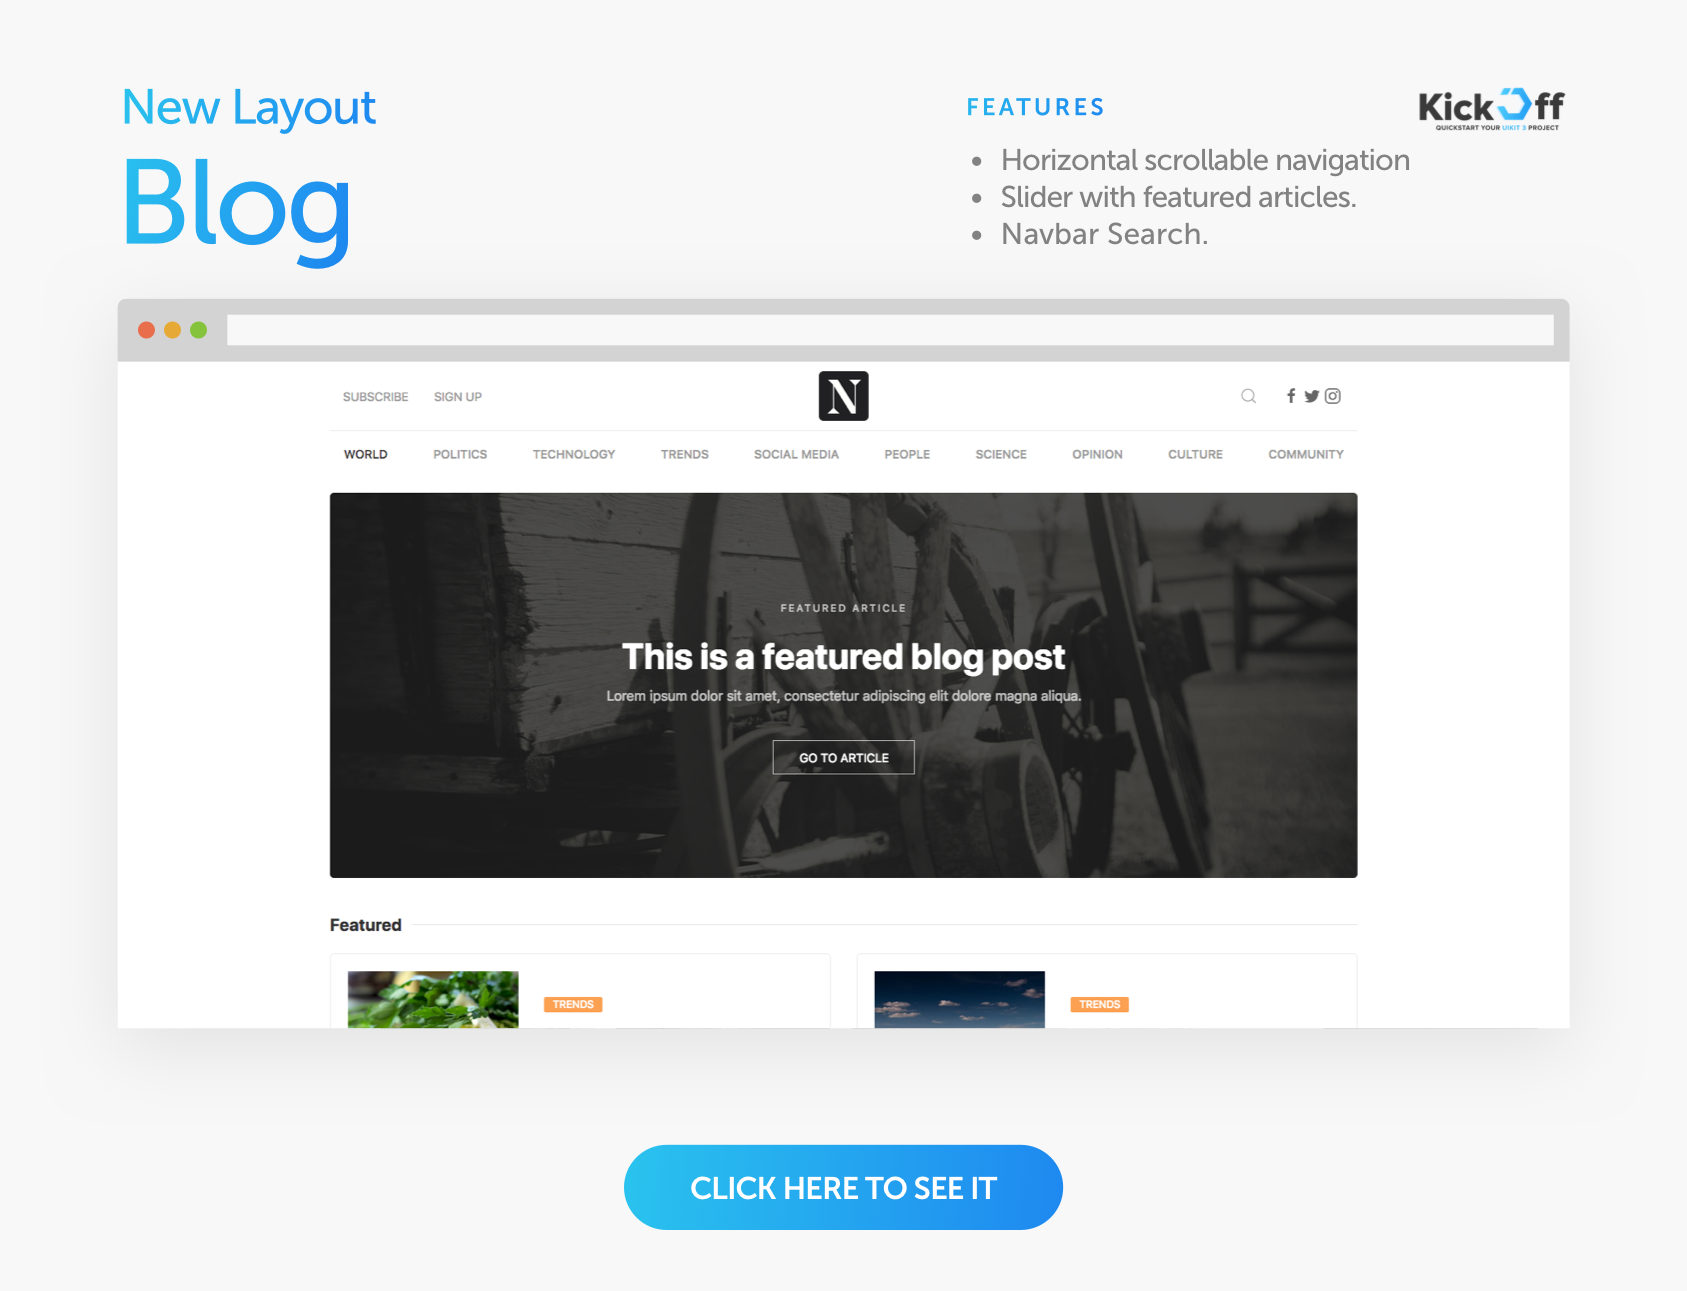 New Layout
Blog
FEATURES
• Horizontal scrollable navigation
• Slider with featured articles.
• Navbar Search.
KickOff
QUICKSTART YOUR UIKIT 3 PROJECT
SUBSCRIBE SIGN UP
N
WORLD POLITICS TECHNOLOGY TRENDS SOCIAL MEDIA PEOPLE SCIENCE OPINION CULTURE COMMUNITY
FEATURED ARTICLE
This is a featured blog post
Lorem ipsum dolor sit amet, consectetur adipiscing elit dolore magna aliqua.
GO TO ARTICLE
Featured
TRENDS TRENDS
CLICK HERE TO SEE IT